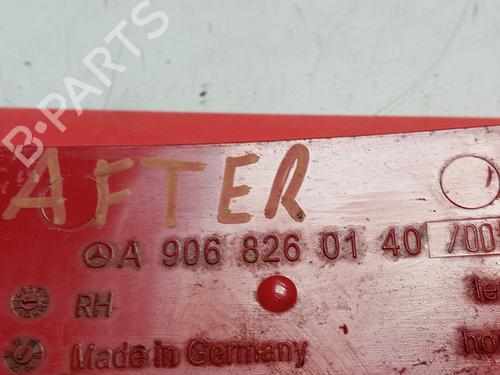 B-PARTS
AFTER
A 906 826 01 40 /00
RH
Made in Germany